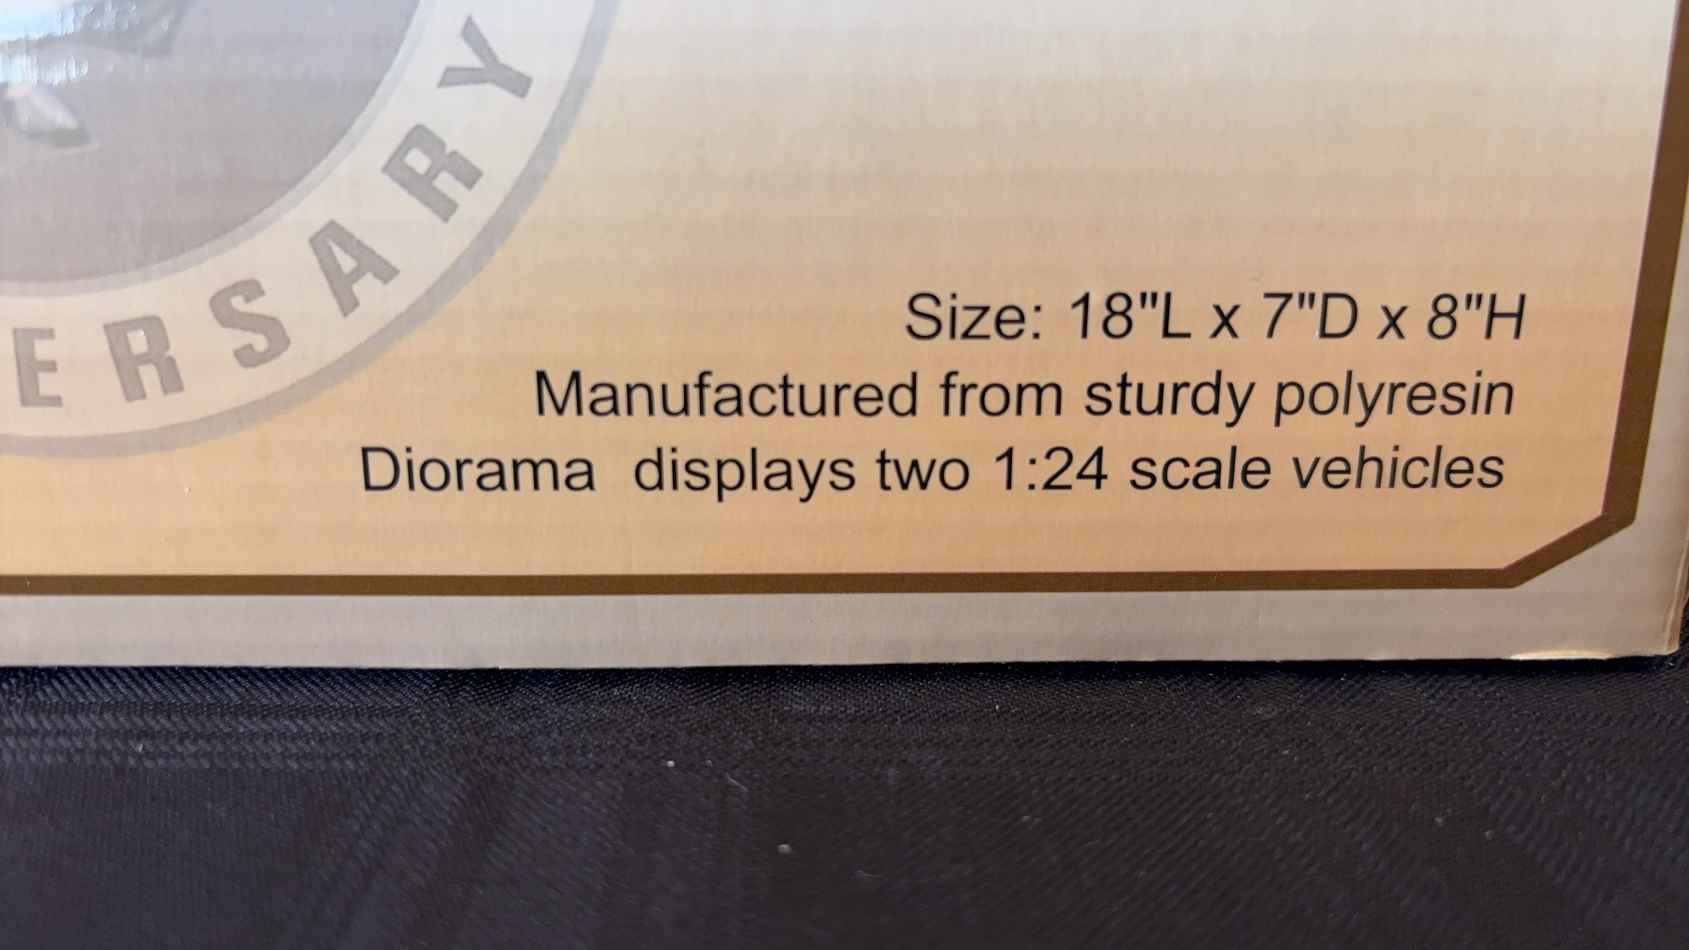 ERSARY
Size: 18"L x 7"D x 8"H
Manufactured from sturdy polyresin
Diorama displays two 1:24 scale vehicles